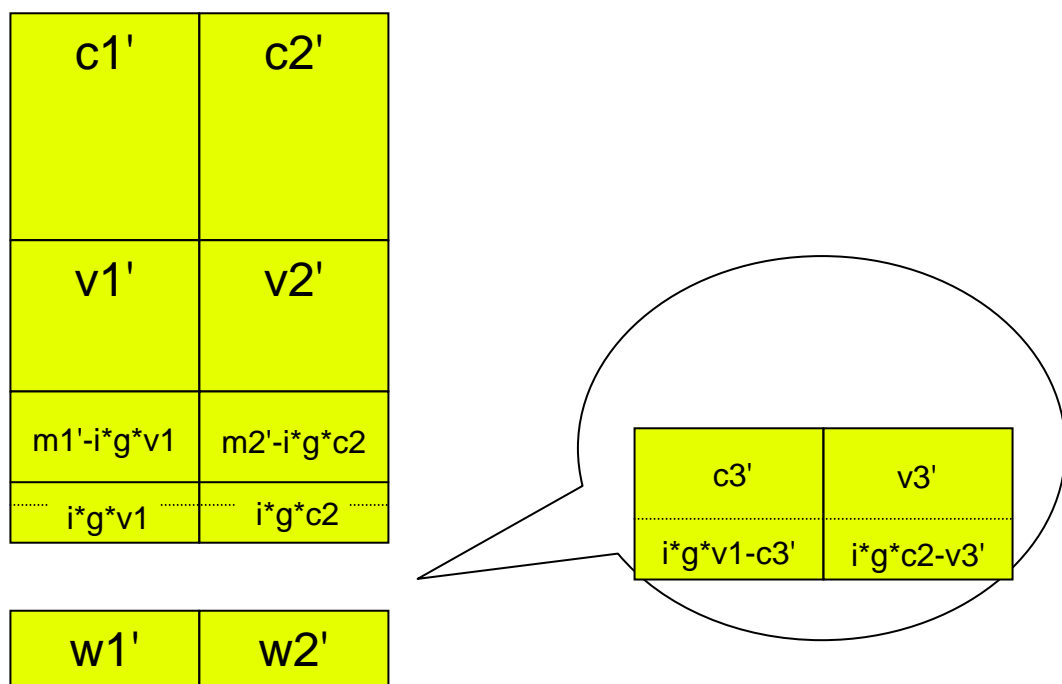 c1' c2'
v1' v2'
m1'-i*g*v1 m2'-i*g*c2
i*g*v1 i*g*c2
w1' w2'
c3' v3'
i*g*v1-c3' i*g*c2-v3'